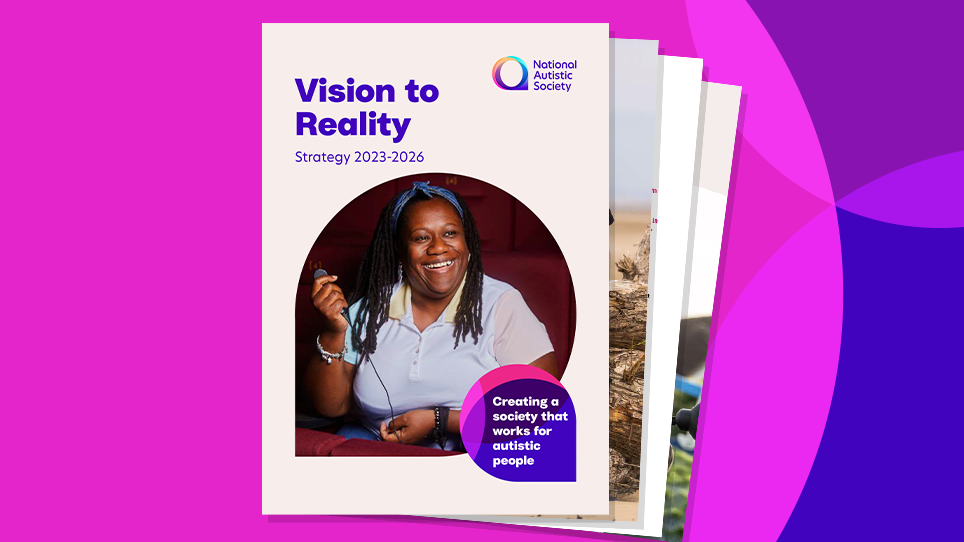 National
Autistic
Society
Vision to
Reality
Strategy 2023-2026
Creating a
society that
works for
autistic
people